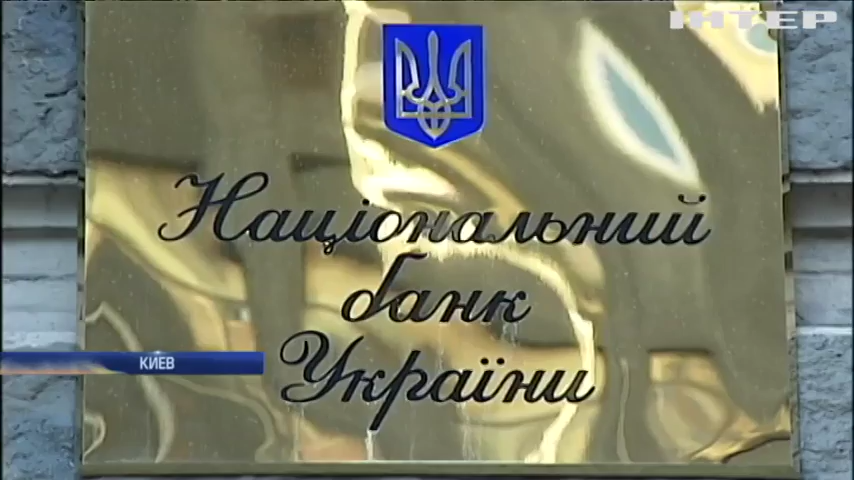 ІНТЕР
Національний
банк
України
КИЕВ